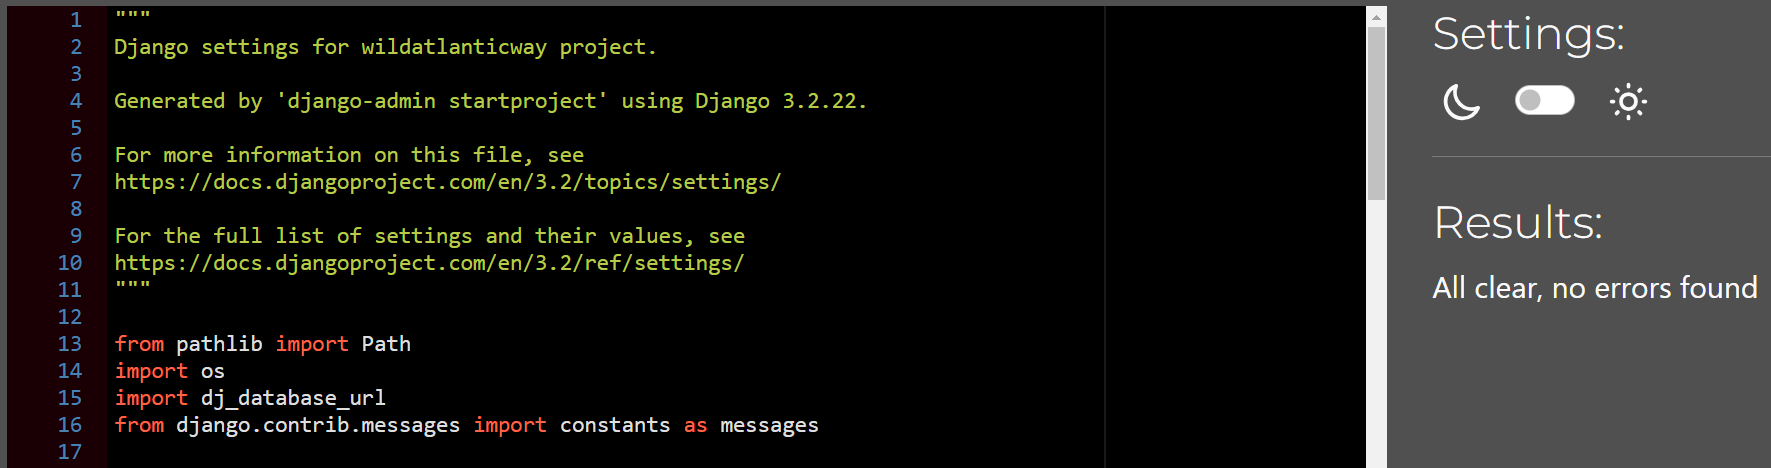 1 """
2 Django settings for wildatlanticway project.
3
4 Generated by 'django-admin startproject' using Django 3.2.22.
5
6 For more information on this file, see
7 https://docs.djangoproject.com/en/3.2/topics/settings/
8
9 For the full list of settings and their values, see
10 https://docs.djangoproject.com/en/3.2/ref/settings/
11 """
12
13 from pathlib import Path
14 import os
15 import dj_database_url
16 from django.contrib.messages import constants as messages
17
Settings:
Results:
All clear, no errors found